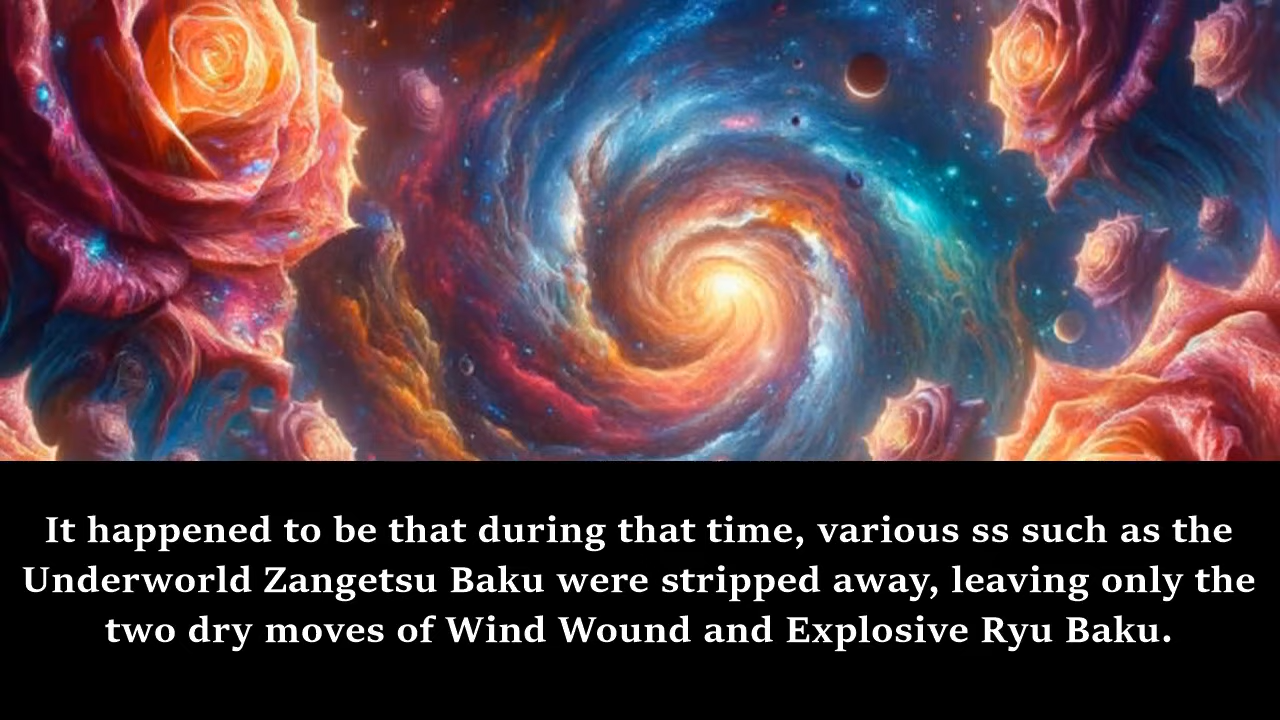 It happened to be that during that time, various ss such as the
Underworld Zangetsu Baku were stripped away, leaving only the
two dry moves of Wind Wound and Explosive Ryu Baku.